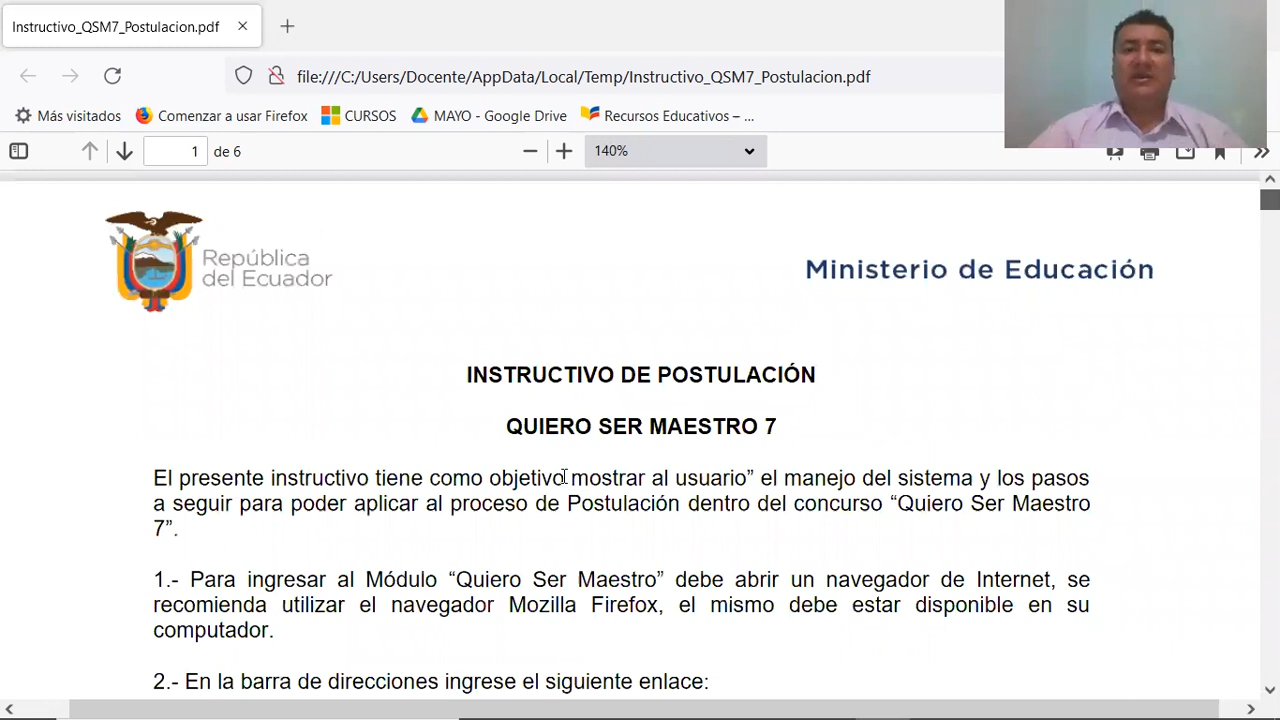 Instructivo_QSM7_Postulacion.pdf
file:///C:/Users/Docente/AppData/Local/Temp/Instructivo_QSM7_Postulacion.pdf
Más visitados Comenzar a usar Firefox CURSOS MAYO - Google Drive Recursos Educativos – ...
1 de 6 140%
República
del Ecuador
Ministerio de Educación
INSTRUCTIVO DE POSTULACIÓN
QUIERO SER MAESTRO 7
El presente instructivo tiene como objetivo mostrar al usuario” el manejo del sistema y los pasos
a seguir para poder aplicar al proceso de Postulación dentro del concurso “Quiero Ser Maestro
7”.
1.- Para ingresar al Módulo “Quiero Ser Maestro” debe abrir un navegador de Internet, se
recomienda utilizar el navegador Mozilla Firefox, el mismo debe estar disponible en su
computador.
2.- En la barra de direcciones ingrese el siguiente enlace: